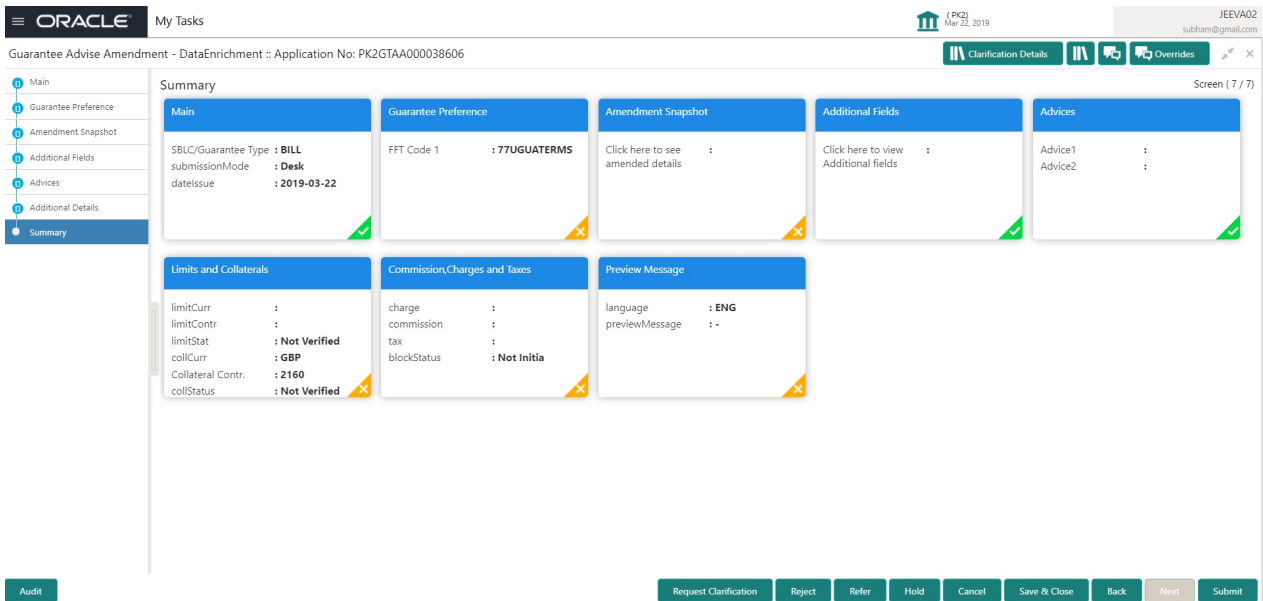 ORACLE
My Tasks
( PK2)
Mar 22, 2019
JEEVA02
subham@gmail.com
Guarantee Advise Amendment - DataEnrichment :: Application No: PK2GTAA000038606
Clarification Details
Overrides
Main
Guarantee Preference
Amendment Snapshot
Additional Fields
Advices
Additional Details
Summary
Summary
Screen ( 7 / 7)
Main
SBLC/Guarantee Type : BILL
submissionMode : Desk
dateIssue : 2019-03-22
Guarantee Preference
FFT Code 1 : 77UGUATERMS
Amendment Snapshot
Click here to see :
amended details
Additional Fields
Click here to view :
Additional fields
Advices
Advice1 :
Advice2 :
Limits and Collaterals
limitCurr :
limitContr :
limitStat : Not Verified
collCurr : GBP
Collateral Contr. : 2160
collStatus : Not Verified
Commission,Charges and Taxes
charge :
commission :
tax :
blockStatus : Not Initia
Preview Message
language : ENG
previewMessage : -
Audit
Request Clarification
Reject
Refer
Hold
Cancel
Save & Close
Back
Next
Submit